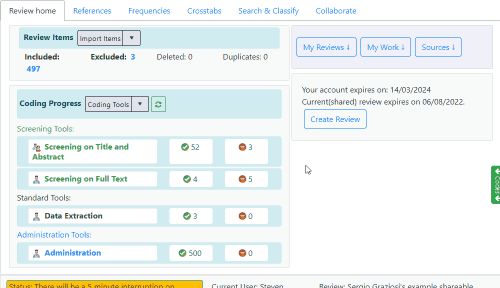 Review home References Frequencies Crosstabs Search & Classify Collaborate
Review Items Import Items
Included: 497 Excluded: 3 Deleted: 0 Duplicates: 0
My Reviews ↓ My Work ↓ Sources ↓
Your account expires on: 14/03/2024
Current(shared) review expires on 06/08/2022.
Create Review
Coding Progress Coding Tools
Screening Tools:
Screening on Title and Abstract 52 3
Screening on Full Text 4 5
Standard Tools:
Data Extraction 3 0
Administration Tools:
Administration 500 0
Status: There will be a 5 minute interruption on Current User: Steven Review: Sergio Graziosi's example shareable